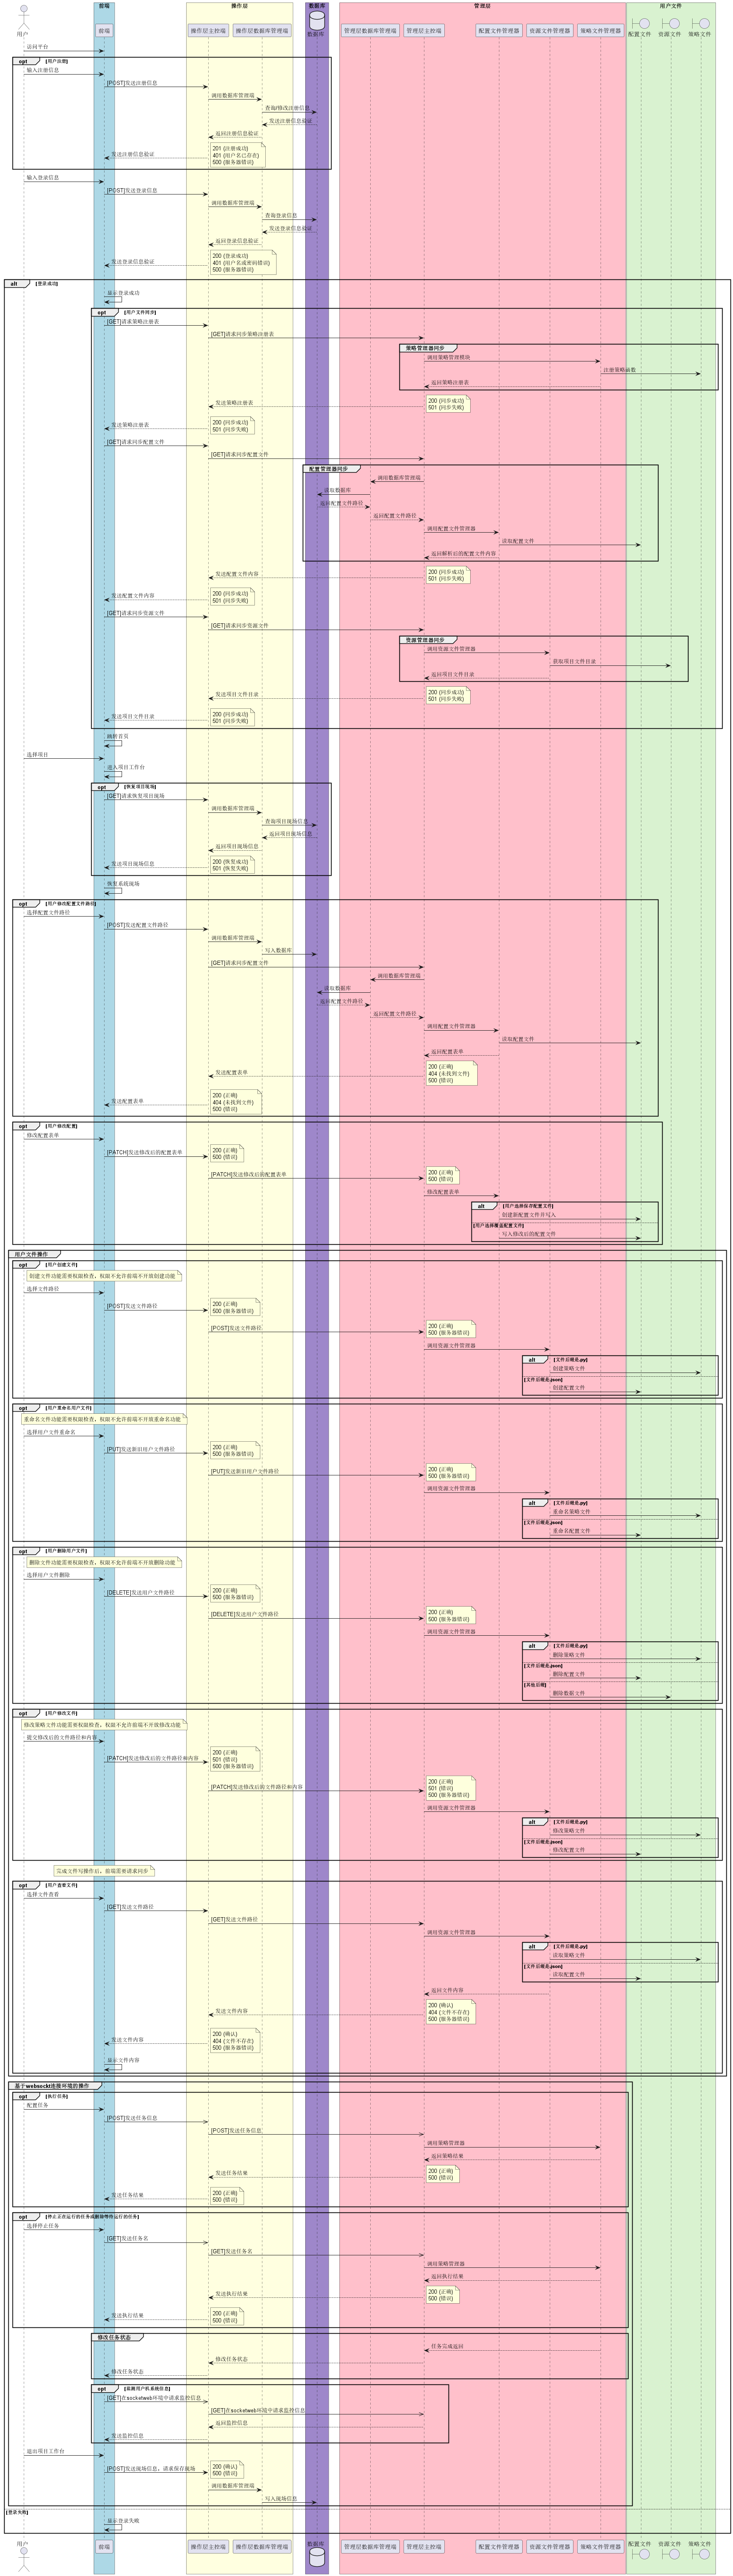 前端
操作层
数据库
管理层
用户文件
用户
前端
操作层主控端
操作层数据库管理端
数据库
管理层数据库管理端
管理层主控端
配置文件管理器
资源文件管理器
策略文件管理器
配置文件
资源文件
策略文件
访问平台
opt [用户注册]
输入注册信息
[POST]发送注册信息
调用数据库管理端
查询/修改注册信息
发送注册信息验证
返回注册信息验证
发送注册信息验证
201 (注册成功)
401 (用户名已存在)
500 (服务器错误)
输入登录信息
[POST]发送登录信息
调用数据库管理端
查询登录信息
发送登录信息验证
返回登录信息验证
发送登录信息验证
200 (登录成功)
401 (用户名或密码错误)
500 (服务器错误)
alt [登录成功]
显示登录成功
opt [用户文件同步]
[GET]请求策略注册表
[GET]请求同步策略注册表
策略管理器同步
调用策略管理模块
注册策略函数
返回策略注册表
发送策略注册表
200 (同步成功)
501 (同步失败)
发送策略注册表
200 (同步成功)
501 (同步失败)
[GET]请求同步配置文件
[GET]请求同步配置文件
配置管理器同步
调用数据库管理端
读取数据库
返回配置文件路径
返回配置文件路径
调用配置文件管理器
读取配置文件
返回解析后的配置文件内容
发送配置文件内容
200 (同步成功)
501 (同步失败)
发送配置文件内容
200 (同步成功)
501 (同步失败)
[GET]请求同步资源文件
[GET]请求同步资源文件
资源管理器同步
调用资源文件管理器
获取项目文件目录
返回项目文件目录
发送项目文件目录
200 (同步成功)
501 (同步失败)
发送项目文件目录
200 (同步成功)
501 (同步失败)
跳转首页
选择项目
进入项目工作台
opt [恢复项目现场]
[GET]请求恢复项目现场
调用数据库管理端
查询项目现场信息
返回项目现场信息
返回项目现场信息
发送项目现场信息
200 (恢复成功)
501 (恢复失败)
恢复系统现场
opt [用户修改配置文件路径]
选择配置文件路径
[POST]发送配置文件路径
调用数据库管理端
写入数据库
[GET]请求同步配置文件
调用数据库管理端
读取数据库
返回配置文件路径
返回配置文件路径
调用配置文件管理器
读取配置文件
返回配置表单
发送配置表单
200 (正确)
404 (未找到文件)
500 (错误)
发送配置表单
200 (正确)
404 (未找到文件)
500 (错误)
opt [用户修改配置]
修改配置表单
[PATCH]发送修改后的配置表单
200 (正确)
500 (错误)
[PATCH]发送修改后的配置表单
200 (正确)
500 (错误)
修改配置表单
alt [用户选择保存配置文件]
创建新配置文件并写入
[用户选择覆盖配置文件]
写入修改后的配置文件
用户文件操作
opt [用户创建文件]
创建文件功能需要权限检查，权限不允许前端不开放创建功能
选择文件路径
[POST]发送文件路径
200 (正确)
500 (服务器错误)
[POST]发送文件路径
200 (正确)
500 (服务器错误)
调用资源文件管理器
alt [文件后缀是.py]
创建策略文件
[文件后缀是.json]
创建配置文件
opt [用户重命名用户文件]
重命名文件功能需要权限检查，权限不允许前端不开放重命名功能
选择用户文件重命名
[PUT]发送新旧用户文件路径
200 (正确)
500 (服务器错误)
[PUT]发送新旧用户文件路径
200 (正确)
500 (服务器错误)
调用资源文件管理器
alt [文件后缀是.py]
重命名策略文件
[文件后缀是.json]
重命名配置文件
opt [用户删除用户文件]
删除文件功能需要权限检查，权限不允许前端不开放删除功能
选择用户文件删除
[DELETE]发送用户文件路径
200 (正确)
500 (服务器错误)
[DELETE]发送用户文件路径
200 (正确)
500 (服务器错误)
调用资源文件管理器
alt [文件后缀是.py]
删除策略文件
[文件后缀是.json]
删除配置文件
[其他后缀]
删除数据文件
opt [用户修改文件]
修改策略文件功能需要权限检查，权限不允许前端不开放修改功能
提交修改后的文件路径和内容
[PATCH]发送修改后的文件路径和内容
200 (正确)
501 (错误)
500 (服务器错误)
[PATCH]发送修改后的文件路径和内容
200 (正确)
501 (错误)
500 (服务器错误)
调用资源文件管理器
alt [文件后缀是.py]
修改策略文件
[文件后缀是.json]
修改配置文件
完成文件写操作后，前端需要请求同步
opt [用户查看文件]
选择文件查看
[GET]发送文件路径
[GET]发送文件路径
调用资源文件管理器
alt [文件后缀是.py]
读取策略文件
[文件后缀是.json]
读取配置文件
返回文件内容
发送文件内容
200 (确认)
404 (文件不存在)
500 (服务器错误)
发送文件内容
200 (确认)
404 (文件不存在)
500 (服务器错误)
显示文件内容
基于websockt连接环境的操作
opt [执行任务]
配置任务
[POST]发送任务信息
[POST]发送任务信息
调用策略管理器
返回策略结果
发送任务结果
200 (正确)
500 (错误)
发送任务结果
200 (正确)
500 (错误)
opt [停止正在运行的任务或删除等待运行的任务]
选择停止任务
[GET]发送任务名
[GET]发送任务名
调用策略管理器
返回执行结果
发送执行结果
200 (正确)
500 (错误)
发送执行结果
200 (正确)
500 (错误)
修改任务状态
任务完成返回
修改任务状态
修改任务状态
opt [监测用户机系统信息]
[GET]在socketweb环境中请求监控信息
[GET]在socketweb环境中请求监控信息
返回监控信息
发送监控信息
退出项目工作台
[POST]发送现场信息，请求保存现场
200 (确认)
500 (错误)
调用数据库管理端
写入现场信息
[登录失败]
显示登录失败
用户
前端
操作层主控端
操作层数据库管理端
数据库
管理层数据库管理端
管理层主控端
配置文件管理器
资源文件管理器
策略文件管理器
配置文件
资源文件
策略文件